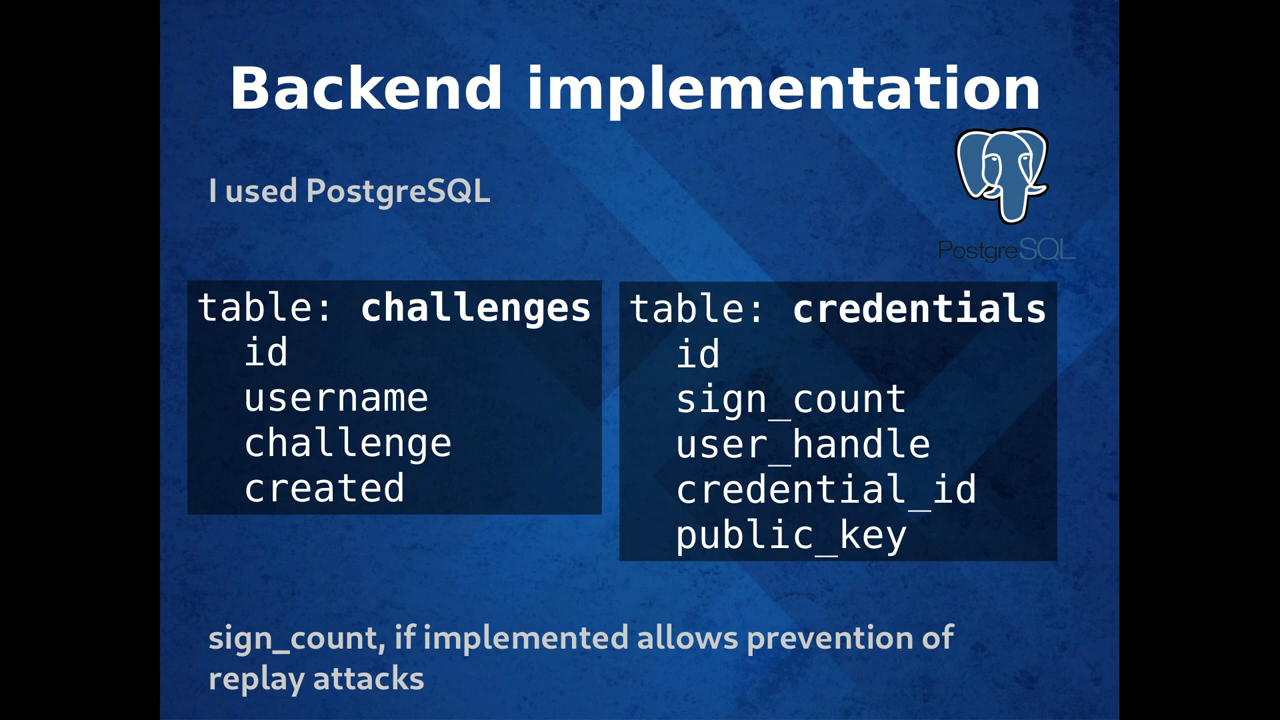 Backend implementation
I used PostgreSQL
PostgreSQL
table: challenges
id
username
challenge
created
table: credentials
id
sign_count
user_handle
credential_id
public_key
sign_count, if implemented allows prevention of
replay attacks